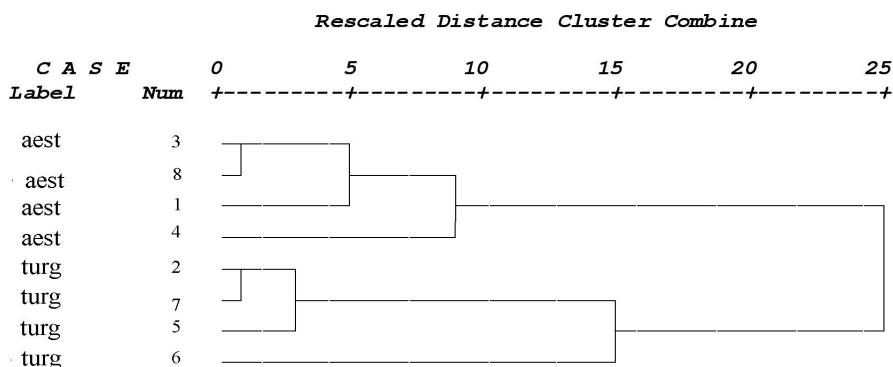 Rescaled Distance Cluster Combine
C A S E 0 5 10 15 20 25
Label Num +---------+---------+---------+---------+---------+
aest 3
aest 8
aest 1
aest 4
turg 2
turg 7
turg 5
turg 6